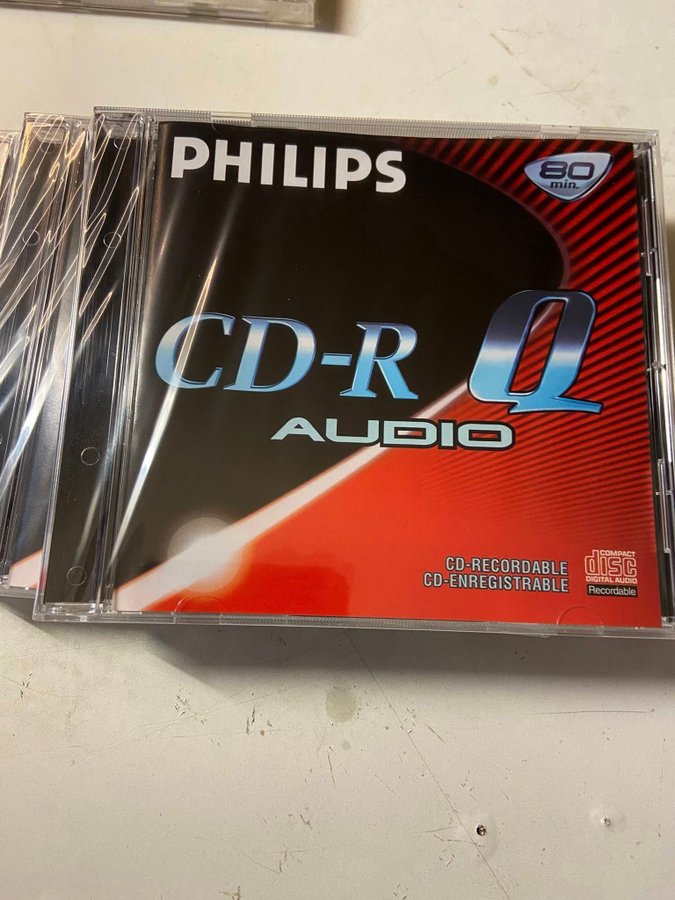 PHILIPS
80
min.
CD-R Q
AUDIO
CD-RECORDABLE
CD-ENREGISTRABLE
COMPACT
disc
DIGITAL AUDIO
Recordable